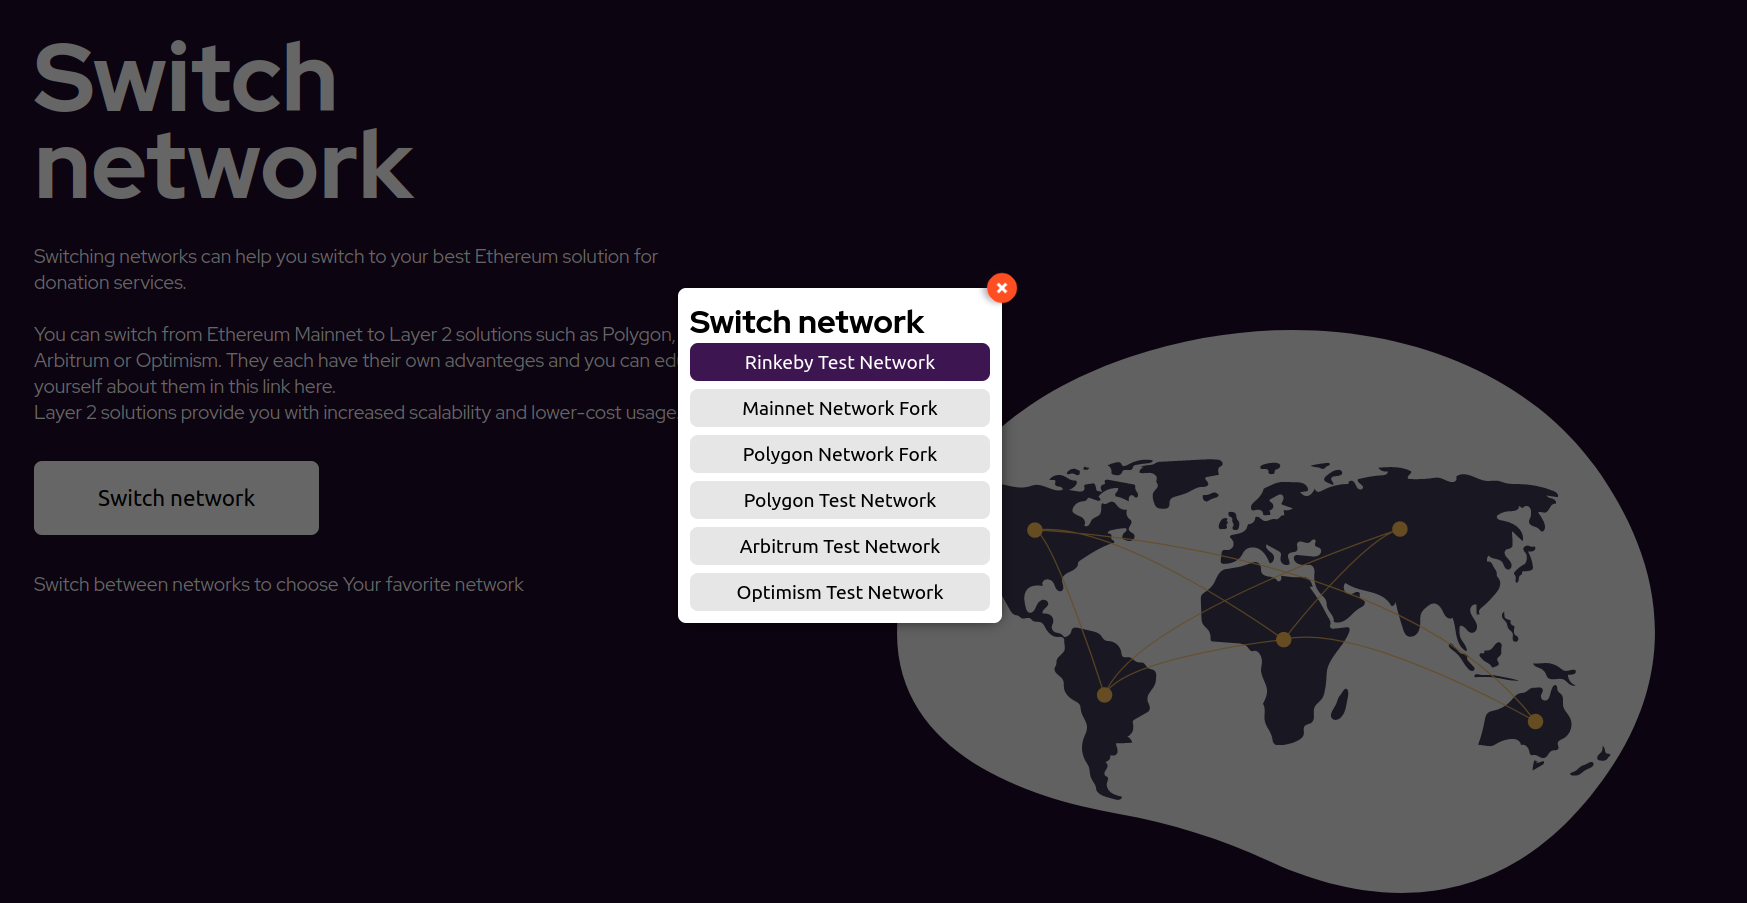 Switch
network
Switching networks can help you switch to your best Ethereum solution for
donation services.
You can switch from Ethereum Mainnet to Layer 2 solutions such as Polygon,
Arbitrum or Optimism. They each have their own advanteges and you can
yourself about them in this link here.
Layer 2 solutions provide you with increased scalability and lower-cost usage.
Switch network
Switch between networks to choose Your favorite network
Switch network
Rinkeby Test Network
Mainnet Network Fork
Polygon Network Fork
Polygon Test Network
Arbitrum Test Network
Optimism Test Network